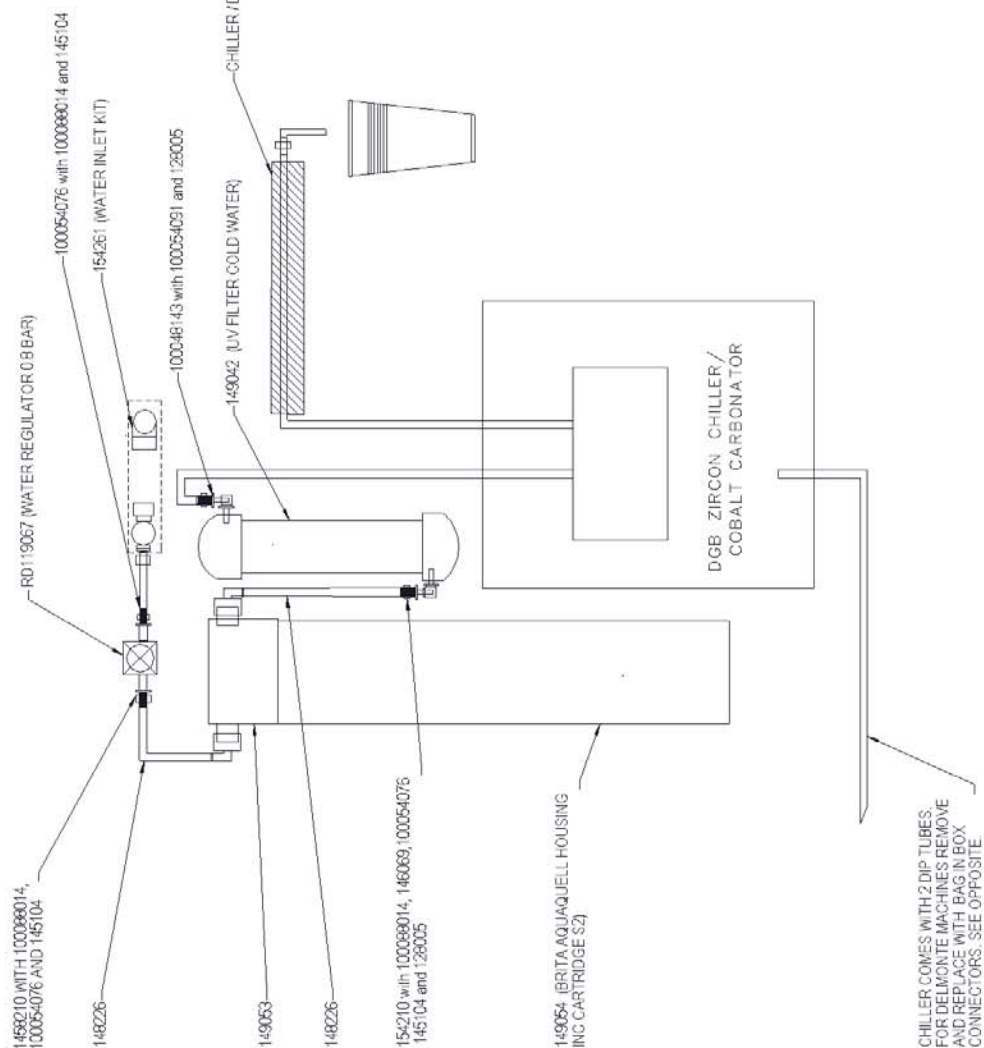 1458210 WITH 100088014,
100054076 AND 145104
148226
149053
148226
154210 with 100088014, 146069,100054076
145104 and 128005
149054 (BRITA AQUAQUELL HOUSING
INC CARTRIDGE S2)
CHILLER COMES WITH 2 DIP TUBES.
FOR DELMONTE MACHINES REMOVE
AND REPLACE WITH BAG IN BOX
CONNECTORS. SEE OPPOSITE
RD119067 (WATER REGULATOR 0 8 BAR)
100054076 with 100088014 and 145104
154261 (WATER INLET KIT)
100048143 with 100054091 and 128005
149042 (UV FILTER COLD WATER)
CHILLER / D
DGB ZIRCON CHILLER/
COBALT CARBONATOR